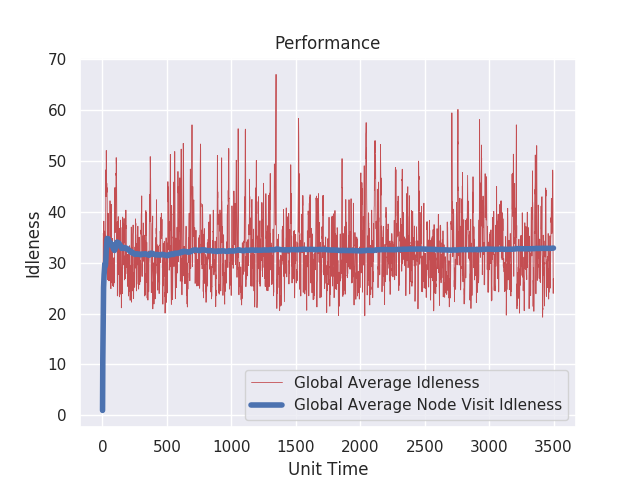 Performance
70
60
50
40
30
20
10
0
Idleness
Global Average Idleness
Global Average Node Visit Idleness
0 500 1000 1500 2000 2500 3000 3500
Unit Time